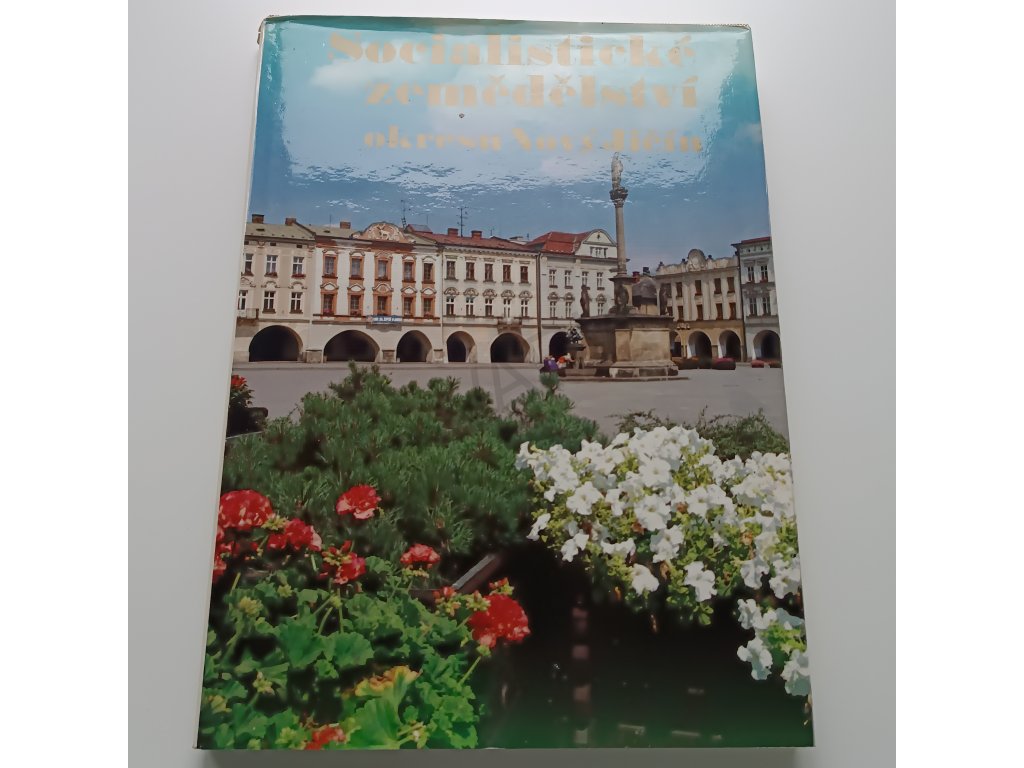 Socialistické
zemědělství
okresu Nový Jičín